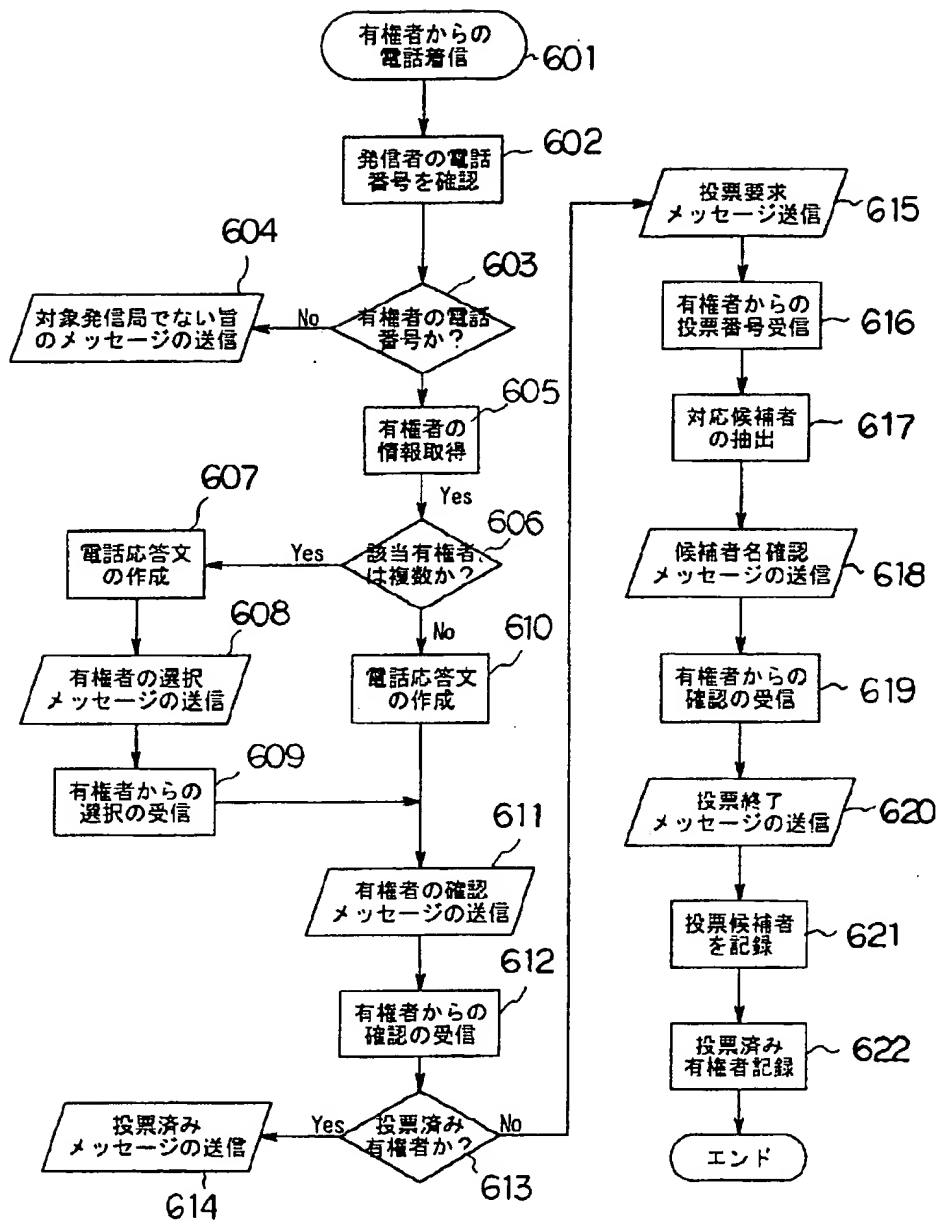 有権者からの
電話着信
601
発信者の電話
番号を確認
602
有権者の電話
番号か？
603
No
604
対象発信局でない旨
のメッセージの送信
605
有権者の
情報取得
Yes
該当有権者
は複数か？
606
Yes
607
電話応答文
の作成
608
有権者の選択
メッセージの送信
609
有権者からの
選択の受信
No
610
電話応答文
の作成
611
有権者の確認
メッセージの送信
612
有権者からの
確認の受信
投票済み
有権者か？
613
Yes
投票済み
メッセージの送信
614
No
投票要求
メッセージ送信
615
有権者からの
投票番号受信
616
対応候補者
の抽出
617
候補者名確認
メッセージの送信
618
有権者からの
確認の受信
619
投票終了
メッセージの送信
620
投票候補者
を記録
621
投票済み
有権者記録
622
エンド